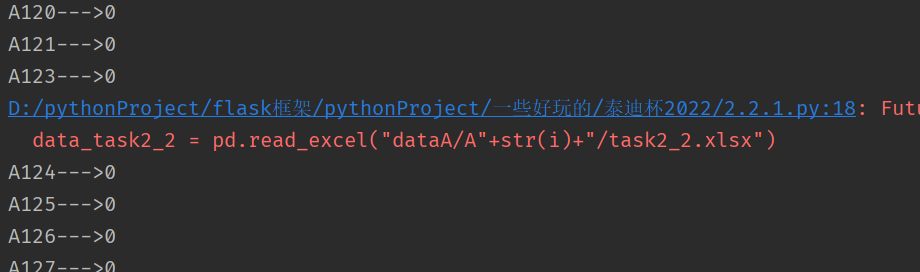 A120--->0
A121--->0
A123--->0
D:/pythonProject/flask框架/pythonProject/一些好玩的/泰迪杯2022/2.2.1.py:18: Fut
data_task2_2 = pd.read_excel("dataA/A"+str(i)+"/task2_2.xlsx")
A124--->0
A125--->0
A126--->0
A127--->0